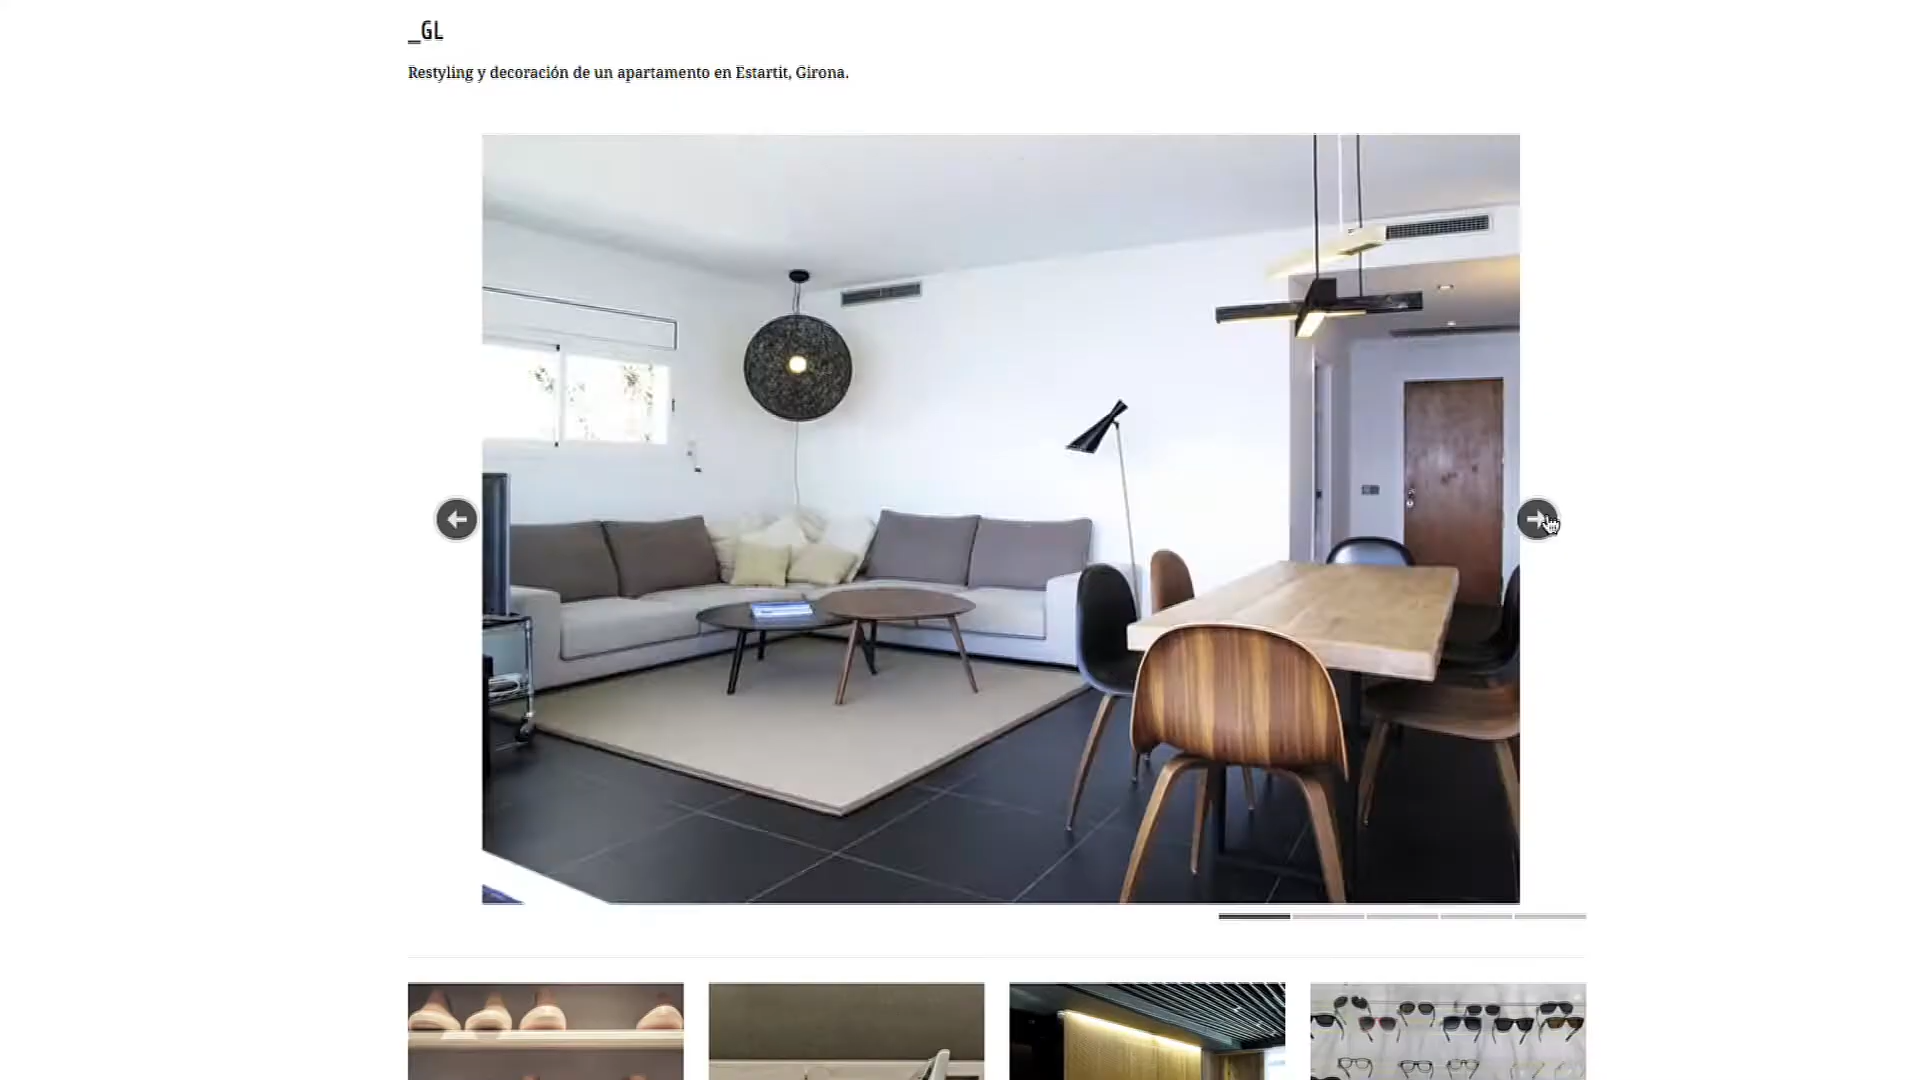 _GL
Restyling y decoración de un apartamento en Estartit, Girona.